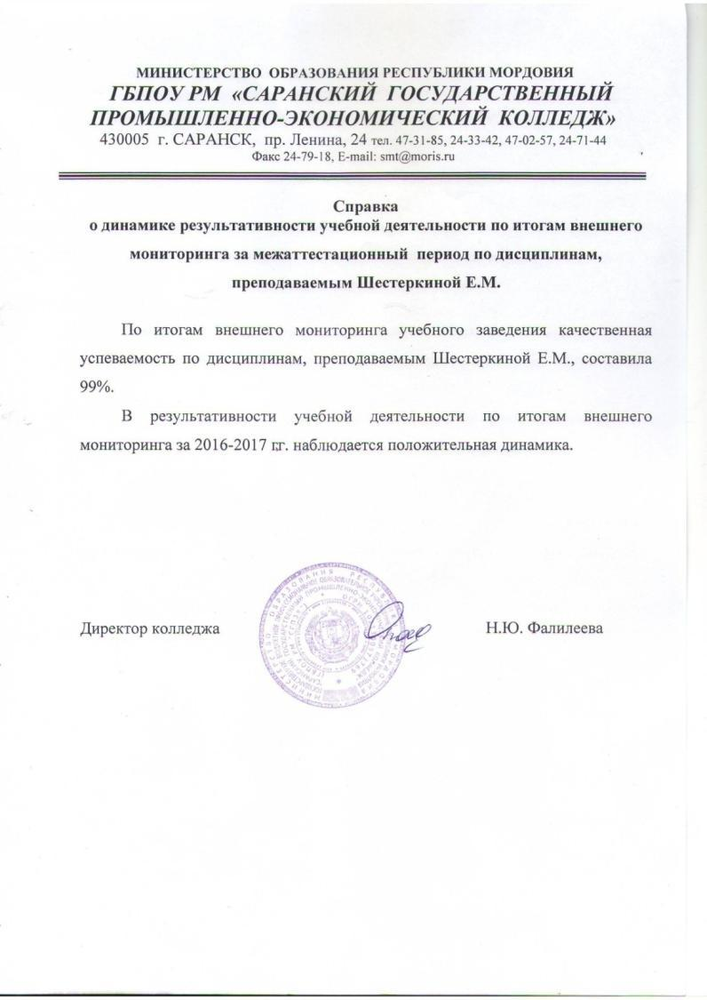 МИНИСТЕРСТВО ОБРАЗОВАНИЯ РЕСПУБЛИКИ МОРДОВИЯ
ГБПОУ РМ «САРАНСКИЙ ГОСУДАРСТВЕННЫЙ
ПРОМЫШЛЕННО-ЭКОНОМИЧЕСКИЙ КОЛЛЕДЖ»
430005 г. САРАНСК, пр. Ленина, 24 тел. 47-31-85, 24-33-42, 47-02-57, 24-71-44
Факс 24-79-18, E-mail: smt@moris.ru
Справка
о динамике результативности учебной деятельности по итогам внешнего
мониторинга за межаттестационный период по дисциплинам,
преподаваемым Шестеркиной Е.М.
По итогам внешнего мониторинга учебного заведения качественная
успеваемость по дисциплинам, преподаваемым Шестеркиной Е.М., составила
99%.
В результативности учебной деятельности по итогам внешнего
мониторинга за 2016-2017 г.г. наблюдается положительная динамика.
Директор колледжа
Н.Ю. Фалилеева